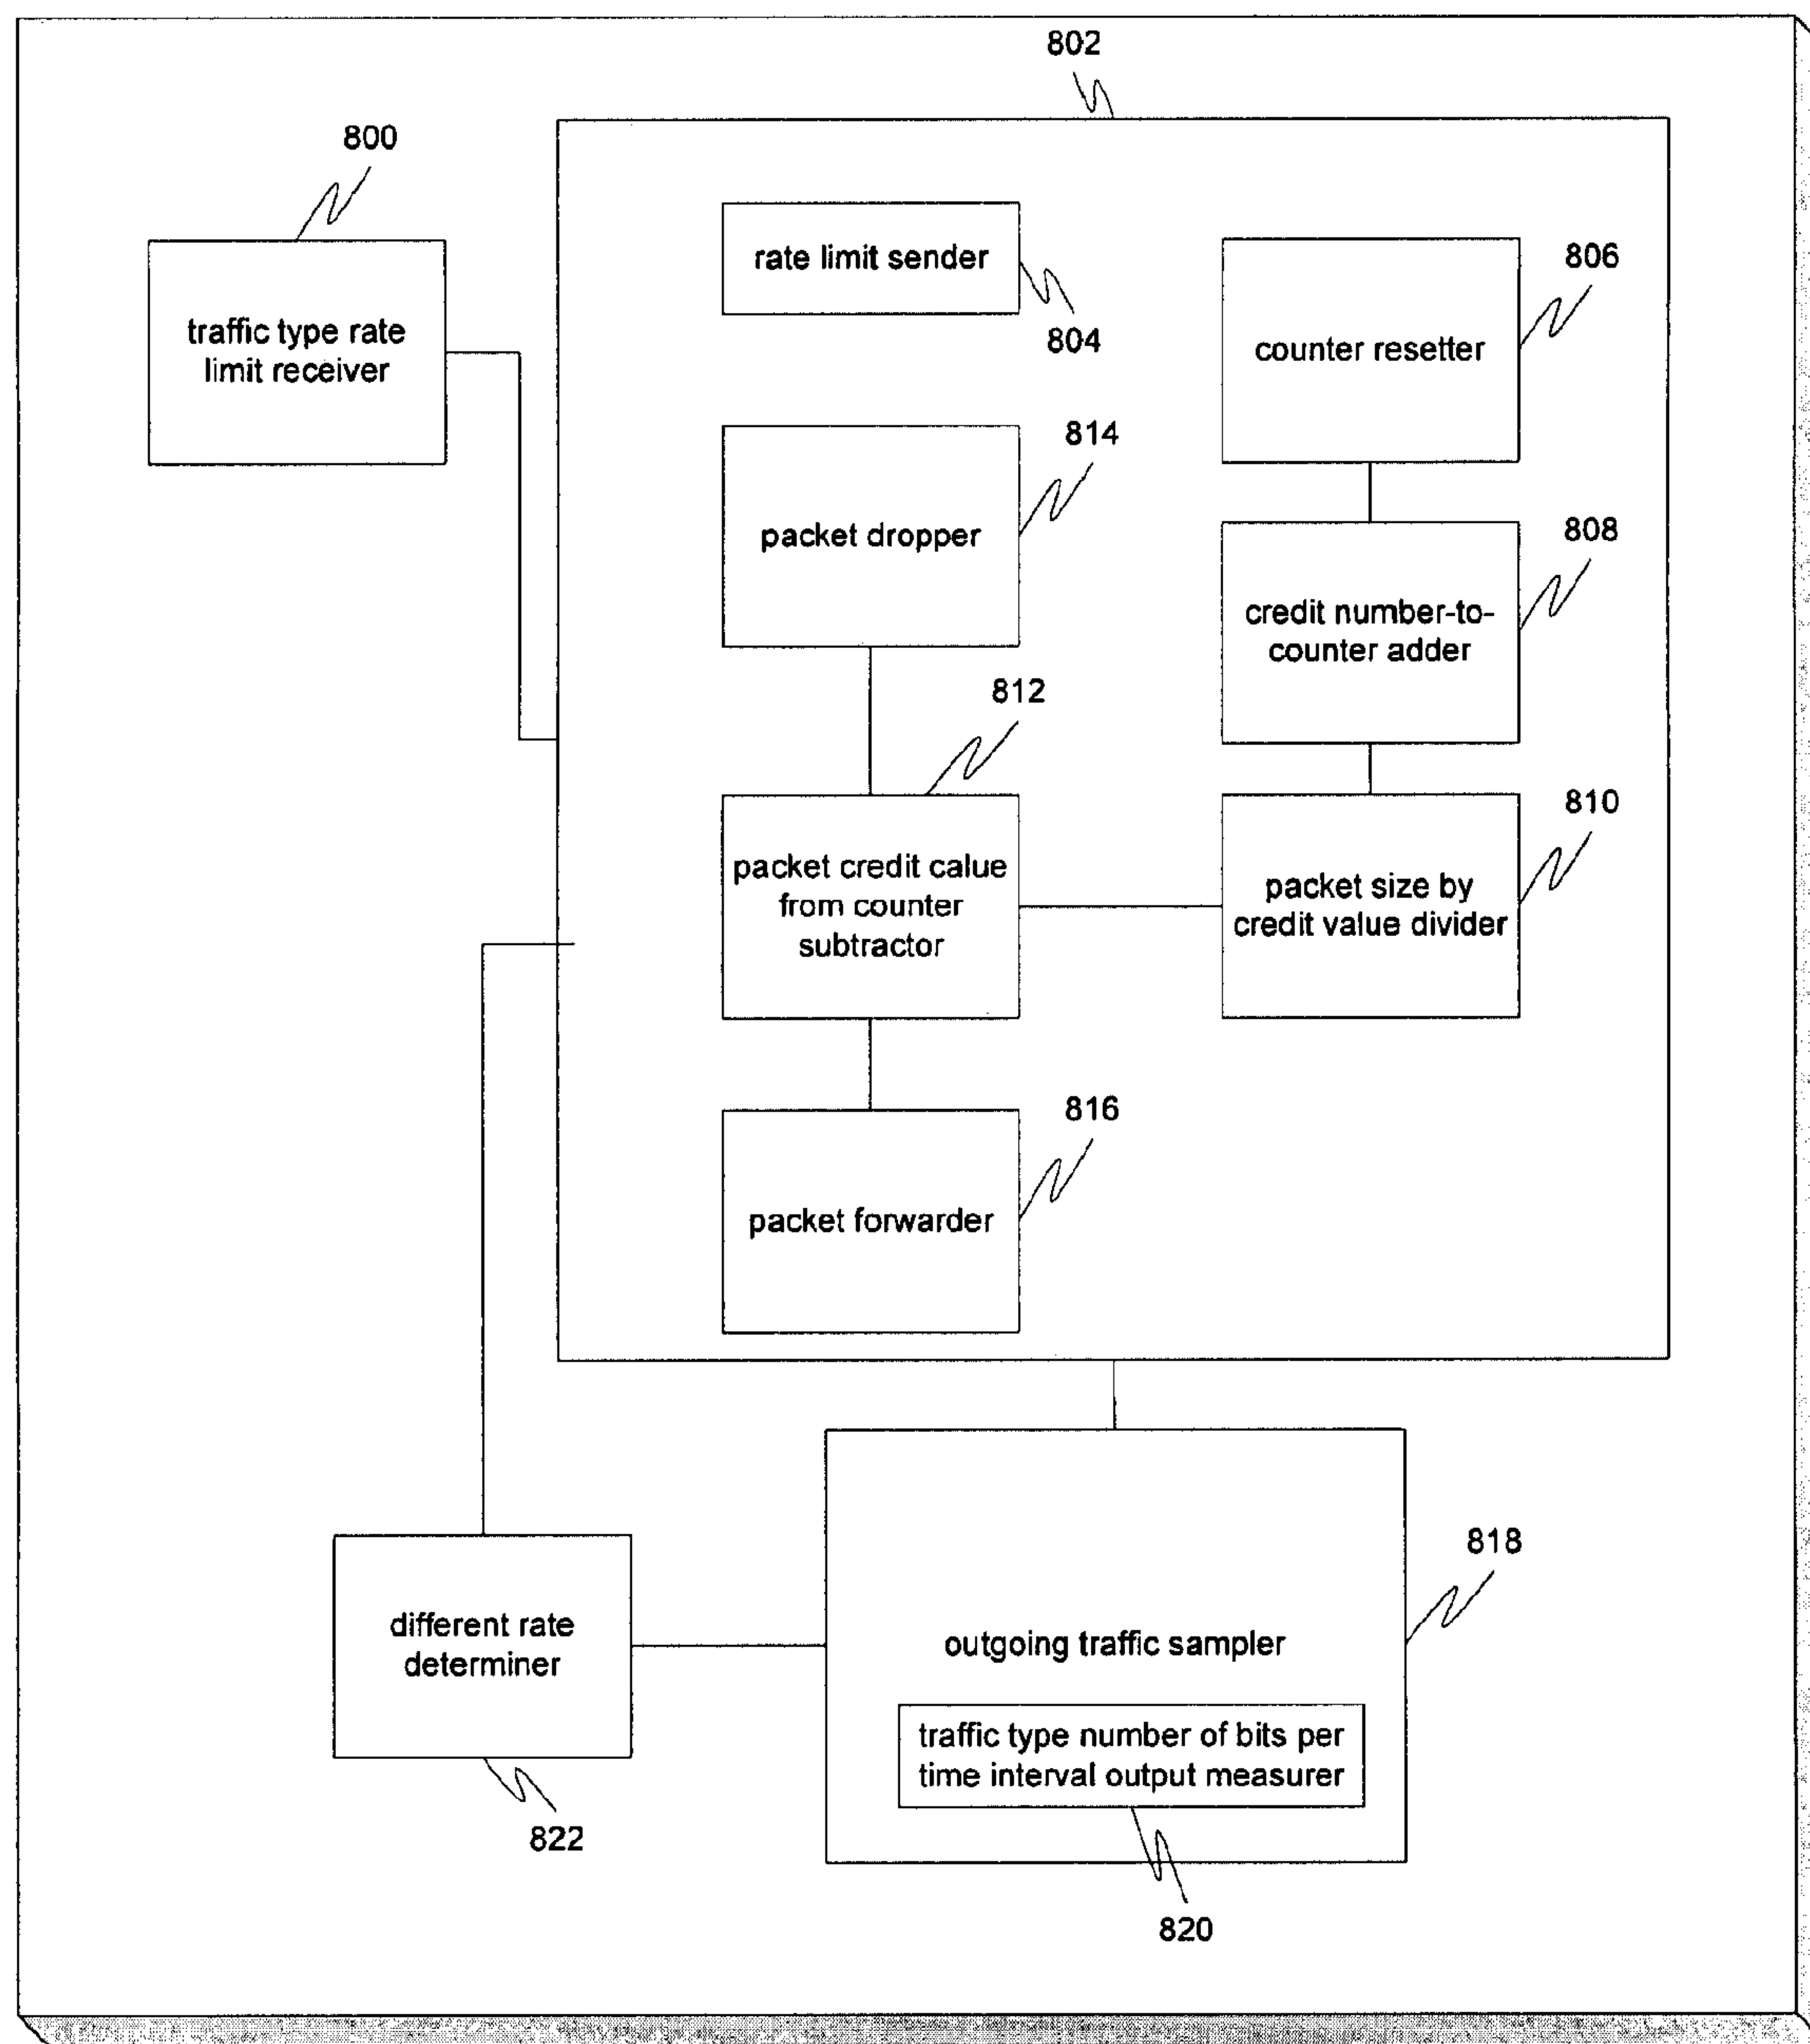 802
800
traffic type rate
limit receiver
rate limit sender
804
counter resetter
806
packet dropper
814
credit number-to-
counter adder
808
812
packet credit calue
from counter
subtractor
packet size by
credit value divider
810
packet forwarder
816
different rate
determiner
822
outgoing traffic sampler
818
traffic type number of bits per
time interval output measurer
820